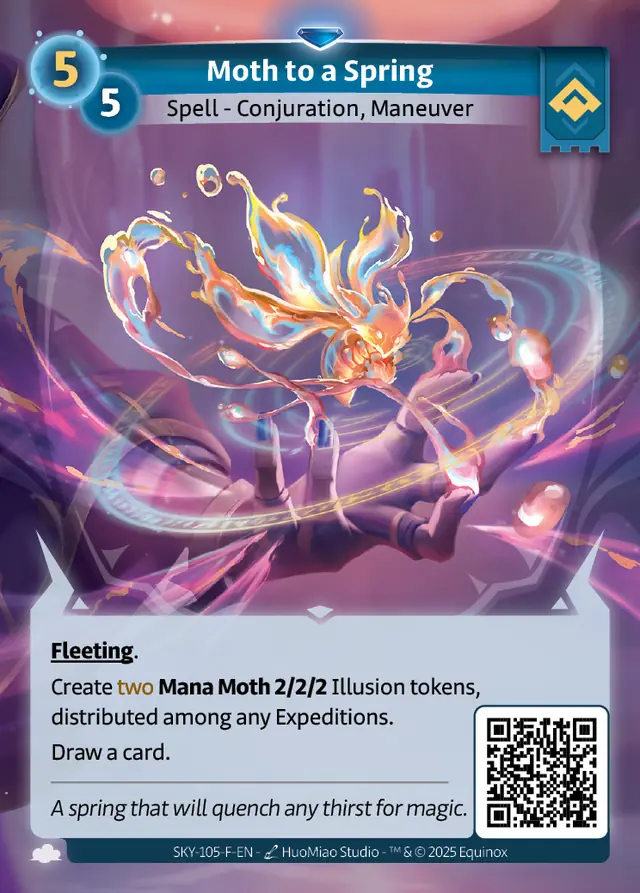 5
5
Moth to a Spring
Spell - Conjuration, Maneuver
Fleeting.
Create two Mana Moth 2/2/2 Illusion tokens,
distributed among any Expeditions.
Draw a card.
A spring that will quench any thirst for magic.
SKY-105-F-EN - HuoMiao Studio - ™ & © 2025 Equinox